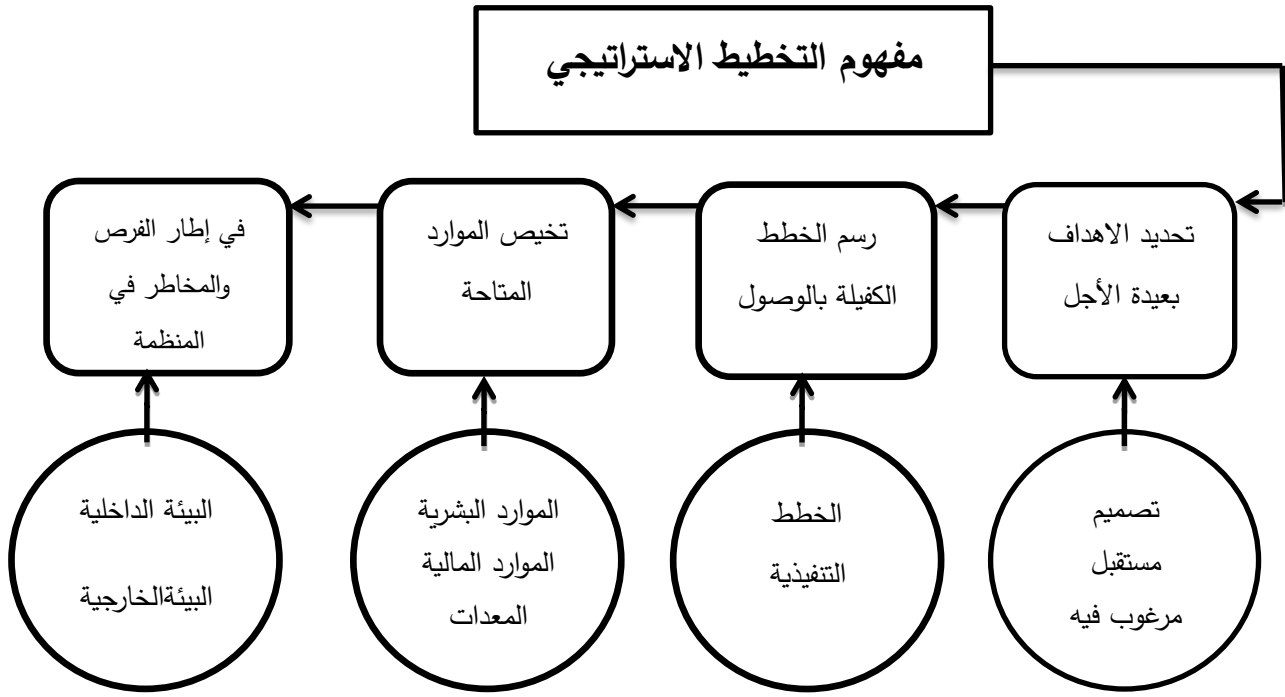 مفهوم التخطيط الاستراتيجي
تحديد الاهداف
بعيدة الأجل
رسم الخطط
الكفيلة بالوصول
تخيص الموارد
المتاحة
في إطار الفرص
والمخاطر في
المنظمة
تصميم
مستقبل
مرغوب فيه
الخطط
التنفيذية
الموارد البشرية
الموارد المالية
المعدات
البيئة الداخلية
البيئةالخارجية